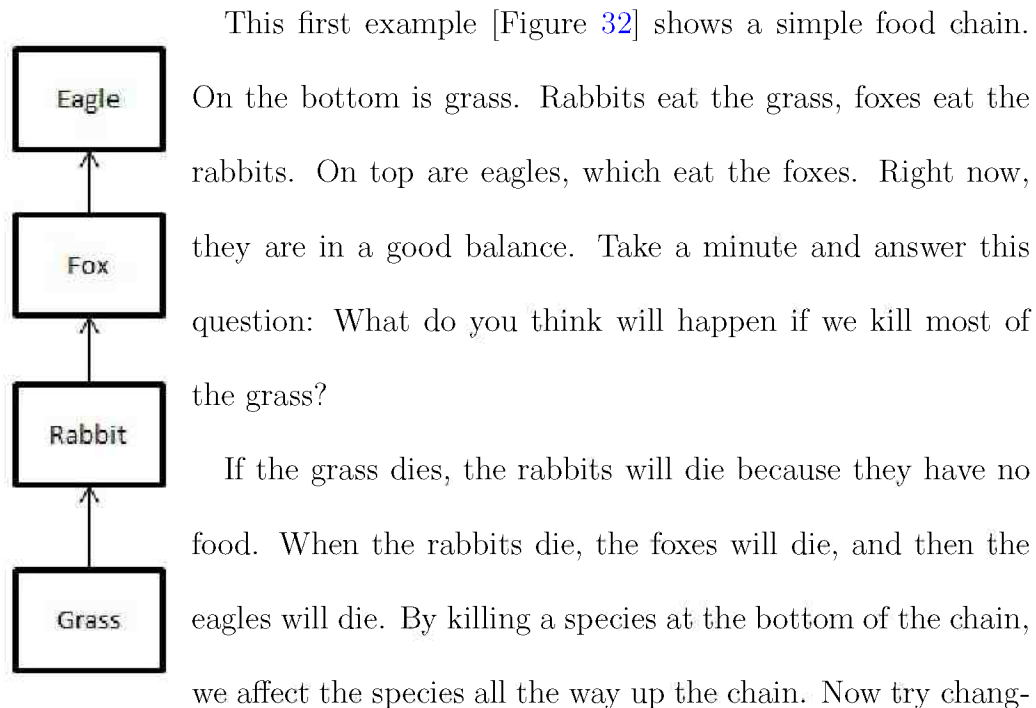 Eagle
Fox
Rabbit
Grass
This first example [Figure 32] shows a simple food chain.
On the bottom is grass. Rabbits eat the grass, foxes eat the
rabbits. On top are eagles, which eat the foxes. Right now,
they are in a good balance. Take a minute and answer this
question: What do you think will happen if we kill most of
the grass?
If the grass dies, the rabbits will die because they have no
food. When the rabbits die, the foxes will die, and then the
eagles will die. By killing a species at the bottom of the chain,
we affect the species all the way up the chain. Now try chang-